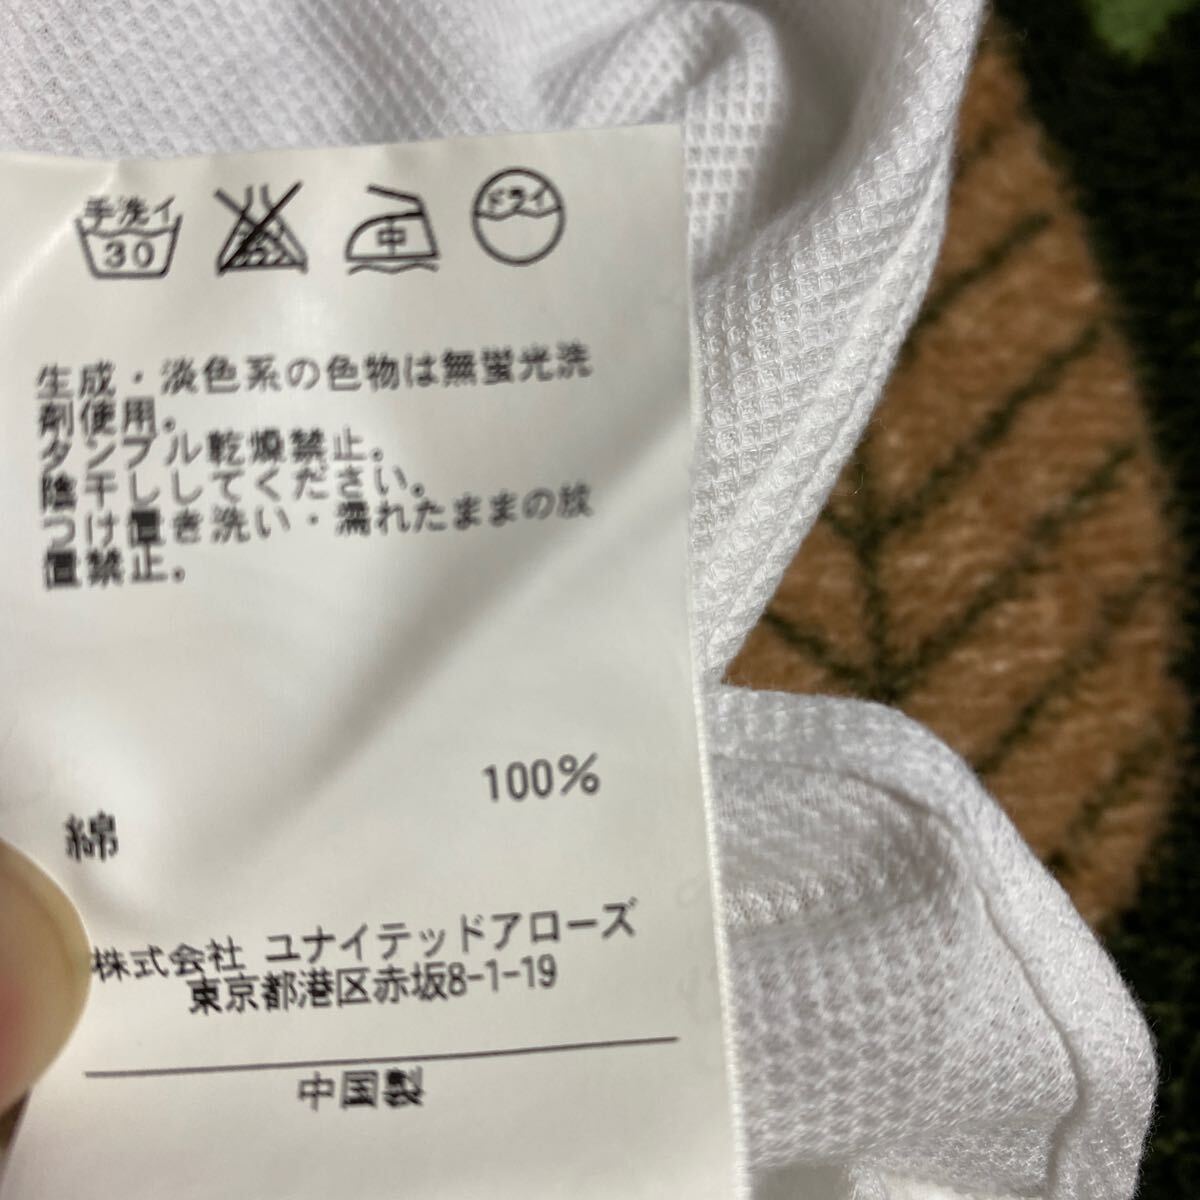 手洗イ
30
中
ドライ
生成・淡色系の色物は無蛍光洗
剤使用。
タンブル乾燥禁止。
陰干ししてください。
つけ置き洗い・濡れたままの放
置禁止。
100%
綿
株式会社 ユナイテッドアローズ
東京都港区赤坂8-1-19
中国製